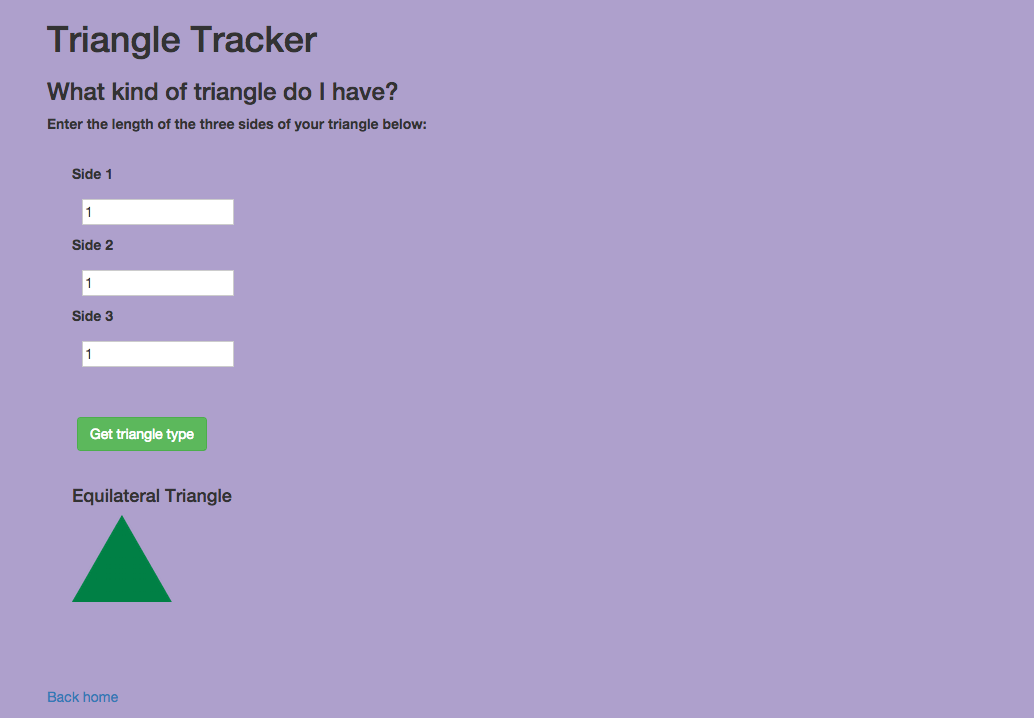 Triangle Tracker
What kind of triangle do I have?
Enter the length of the three sides of your triangle below:
Side 1
1
Side 2
1
Side 3
1
Get triangle type
Equilateral Triangle
Back home